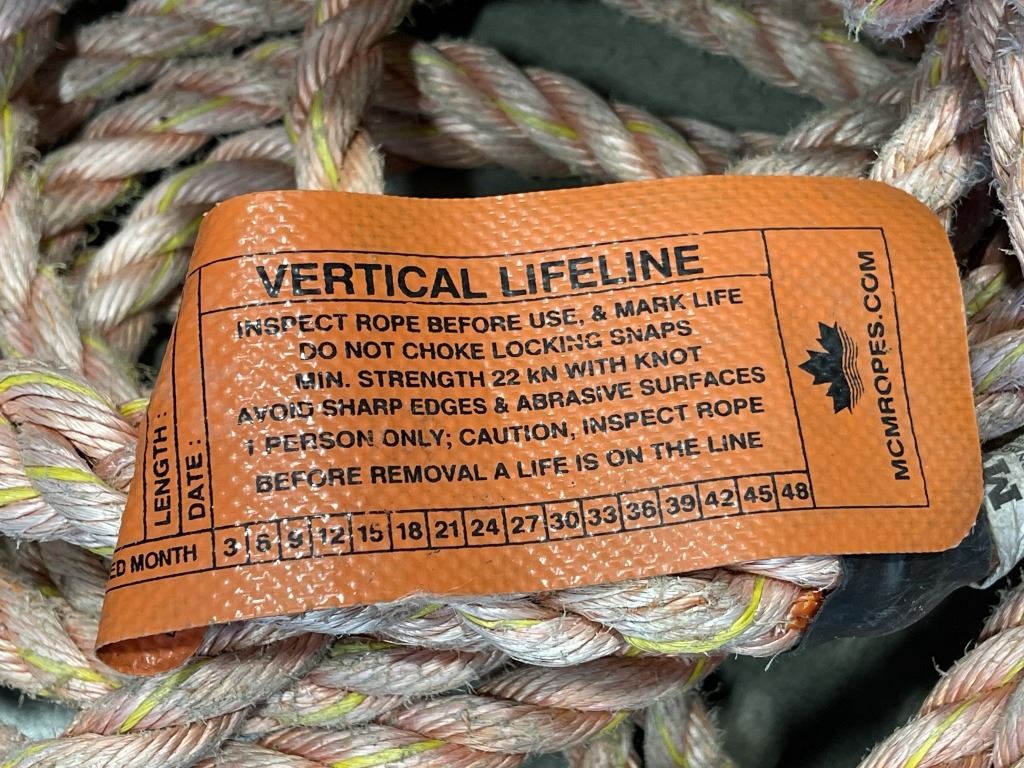 VERTICAL LIFELINE
INSPECT ROPE BEFORE USE, & MARK LIFE
DO NOT CHOKE LOCKING SNAPS
MIN. STRENGTH 22 kN WITH KNOT
AVOID SHARP EDGES & ABRASIVE SURFACES
1 PERSON ONLY; CAUTION, INSPECT ROPE
BEFORE REMOVAL A LIFE IS ON THE LINE
LENGTH:
DATE:
ED MONTH 3 6 9 12 15 18 21 24 27 30 33 36 39 42 45 48
MCMROPES.COM
M